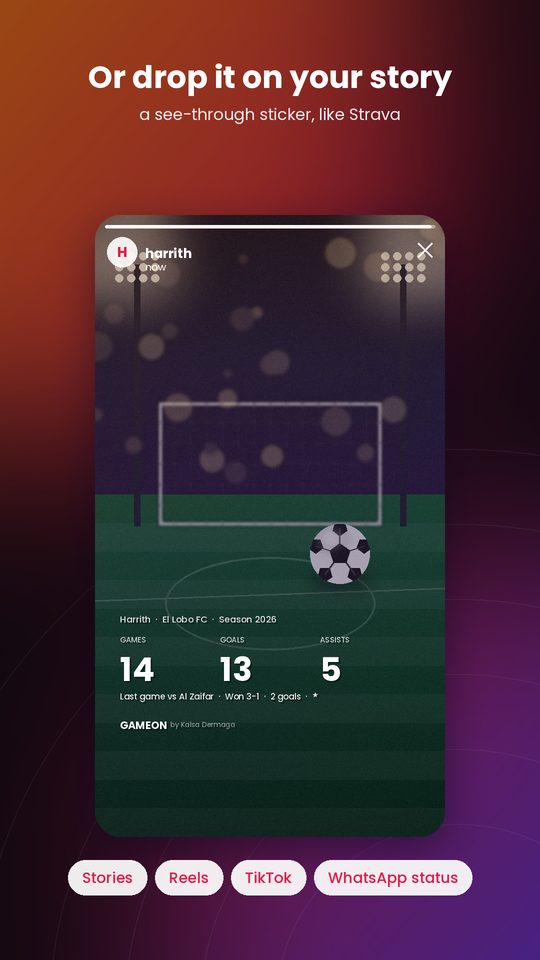 Or drop it on your story
a see-through sticker, like Strava
H
harrith
now
Harrith · El Lobo FC · Season 2026
GAMES GOALS ASSISTS
14 13 5
Last game vs Al Zaifar · Won 3-1 · 2 goals · *
GAMEON by Kalsa Dermaga
Stories Reels TikTok WhatsApp status